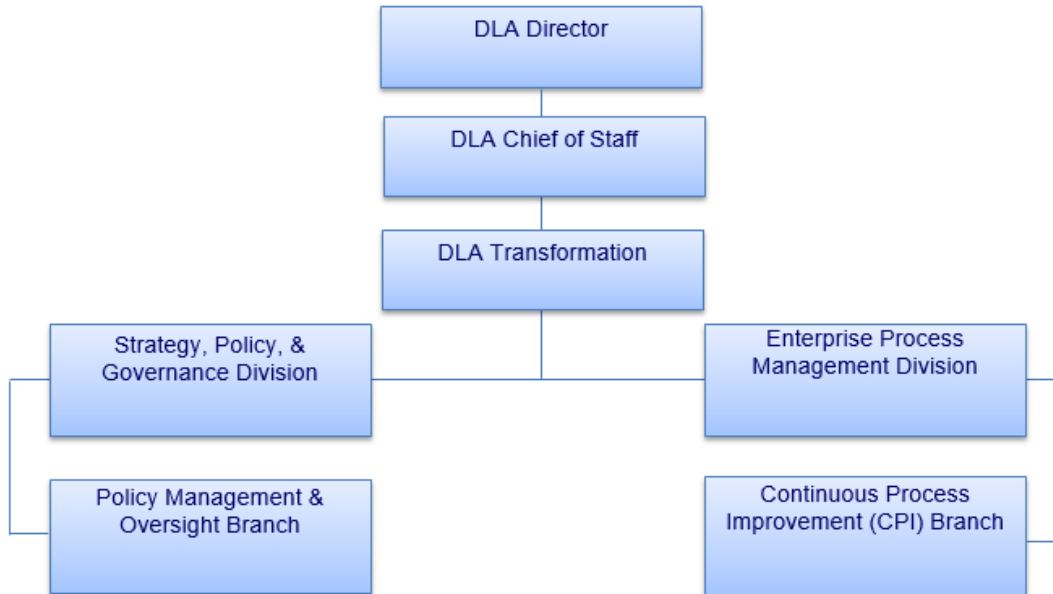 DLA Director
DLA Chief of Staff
DLA Transformation
Strategy, Policy, &
Governance Division
Enterprise Process
Management Division
Policy Management &
Oversight Branch
Continuous Process
Improvement (CPI) Branch